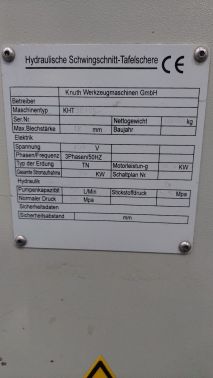 Hydraulische Schwingschnitt-Tafelschere CE
Knuth Werkzeugmaschinen GmbH
Betreiber
Maschinentyp KHT
Ser.Nr. Nettogewicht kg
Max.Blechstärke mm Baujahr
Elektrik
Spannung V
Phasen/Frequenz 3Phasen/50HZ
Typ der Erdung TN Motorleistun-g KW
Gesamte Stromaufnahme KW Schaltplan Nr.
Hydraulik
Pumpenkapazität L/Min Stickstoffdruck Mpa
Normaler Druck Mpa
Sicherheitsdaten
Sicherheitsabstand mm